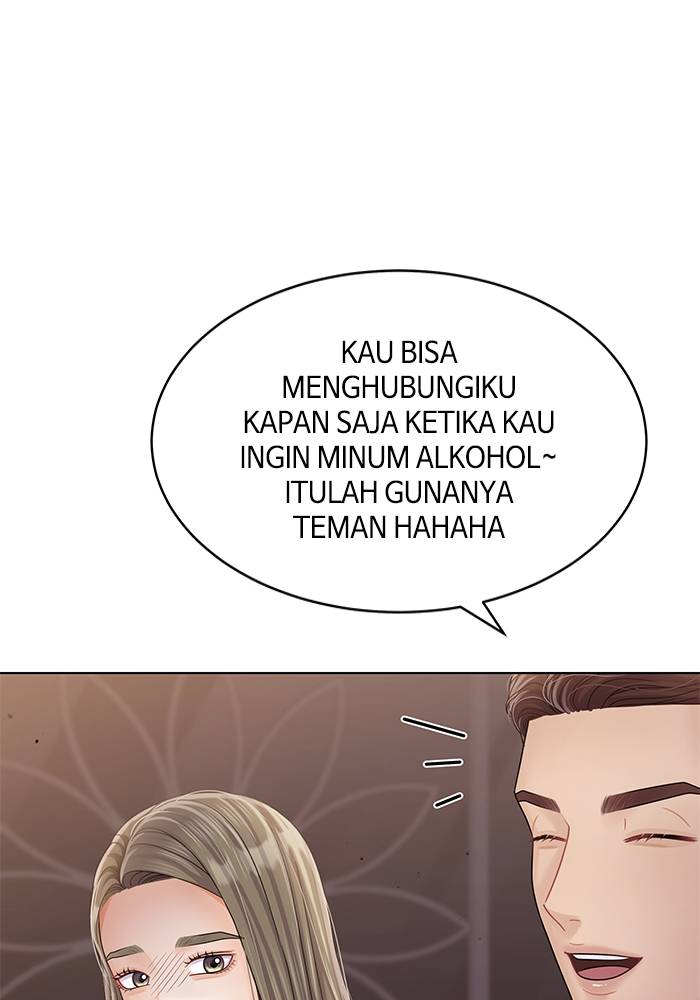 KAU BISA
MENGHUBUNGIKU
KAPAN SAJA KETIKA KAU
INGIN MINUM ALKOHOL~
ITULAH GUNANYA
TEMAN HAHAHA